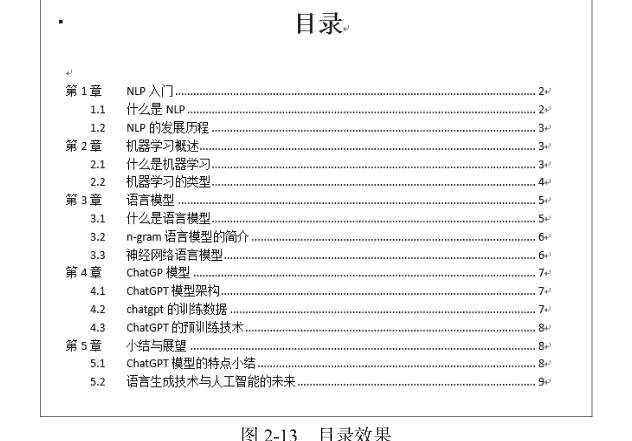 目录
第 1 章 NLP 入门 2
1.1 什么是 NLP 2
1.2 NLP 的发展历程 3
第 2 章 机器学习概述 3
2.1 什么是机器学习 3
2.2 机器学习的类型 4
第 3 章 语言模型 5
3.1 什么是语言模型 5
3.2 n-gram 语言模型的简介 6
3.3 神经网络语言模型 6
第 4 章 ChatGP 模型 7
4.1 ChatGPT 模型架构 7
4.2 chatgpt 的训练数据 7
4.3 ChatGPT 的预训练技术 8
第 5 章 小结与展望 8
5.1 ChatGPT 模型的特点小结 8
5.2 语言生成技术与人工智能的未来 9
图 2-13 目录效果